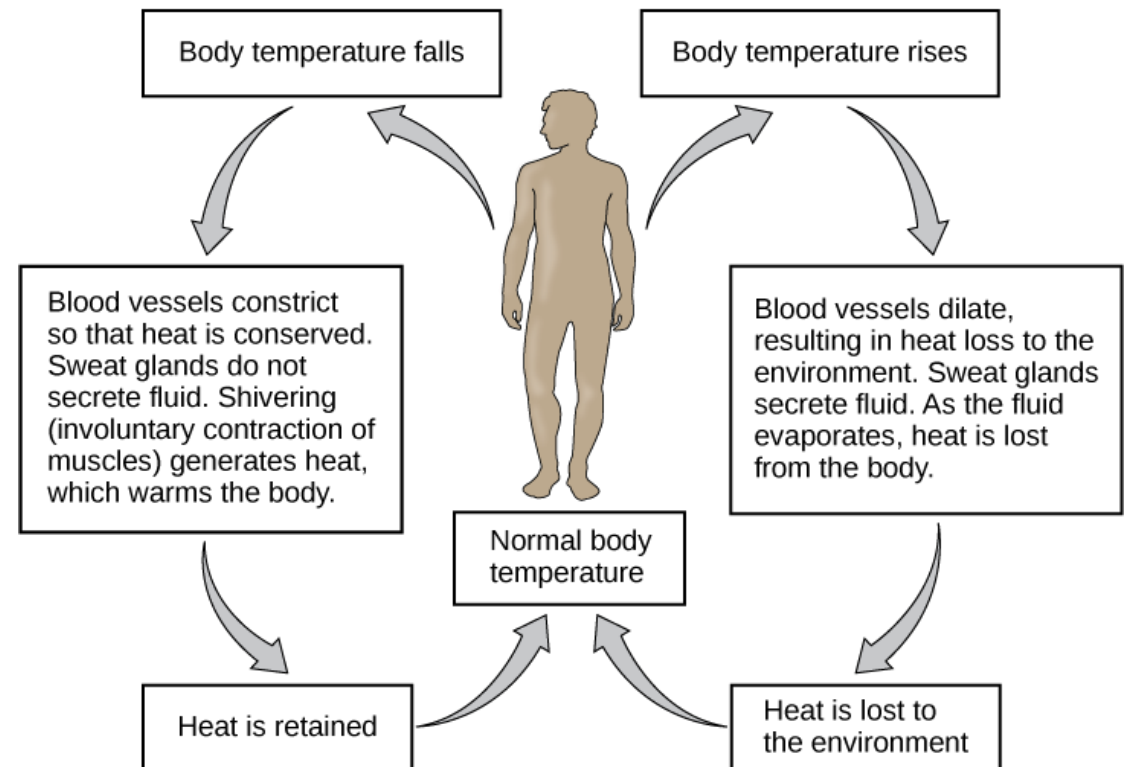 Body temperature falls
Body temperature rises
Blood vessels constrict
so that heat is conserved.
Sweat glands do not
secrete fluid. Shivering
(involuntary contraction of
muscles) generates heat,
which warms the body.
Blood vessels dilate,
resulting in heat loss to the
environment. Sweat glands
secrete fluid. As the fluid
evaporates, heat is lost
from the body.
Normal body
temperature
Heat is retained
Heat is lost to
the environment